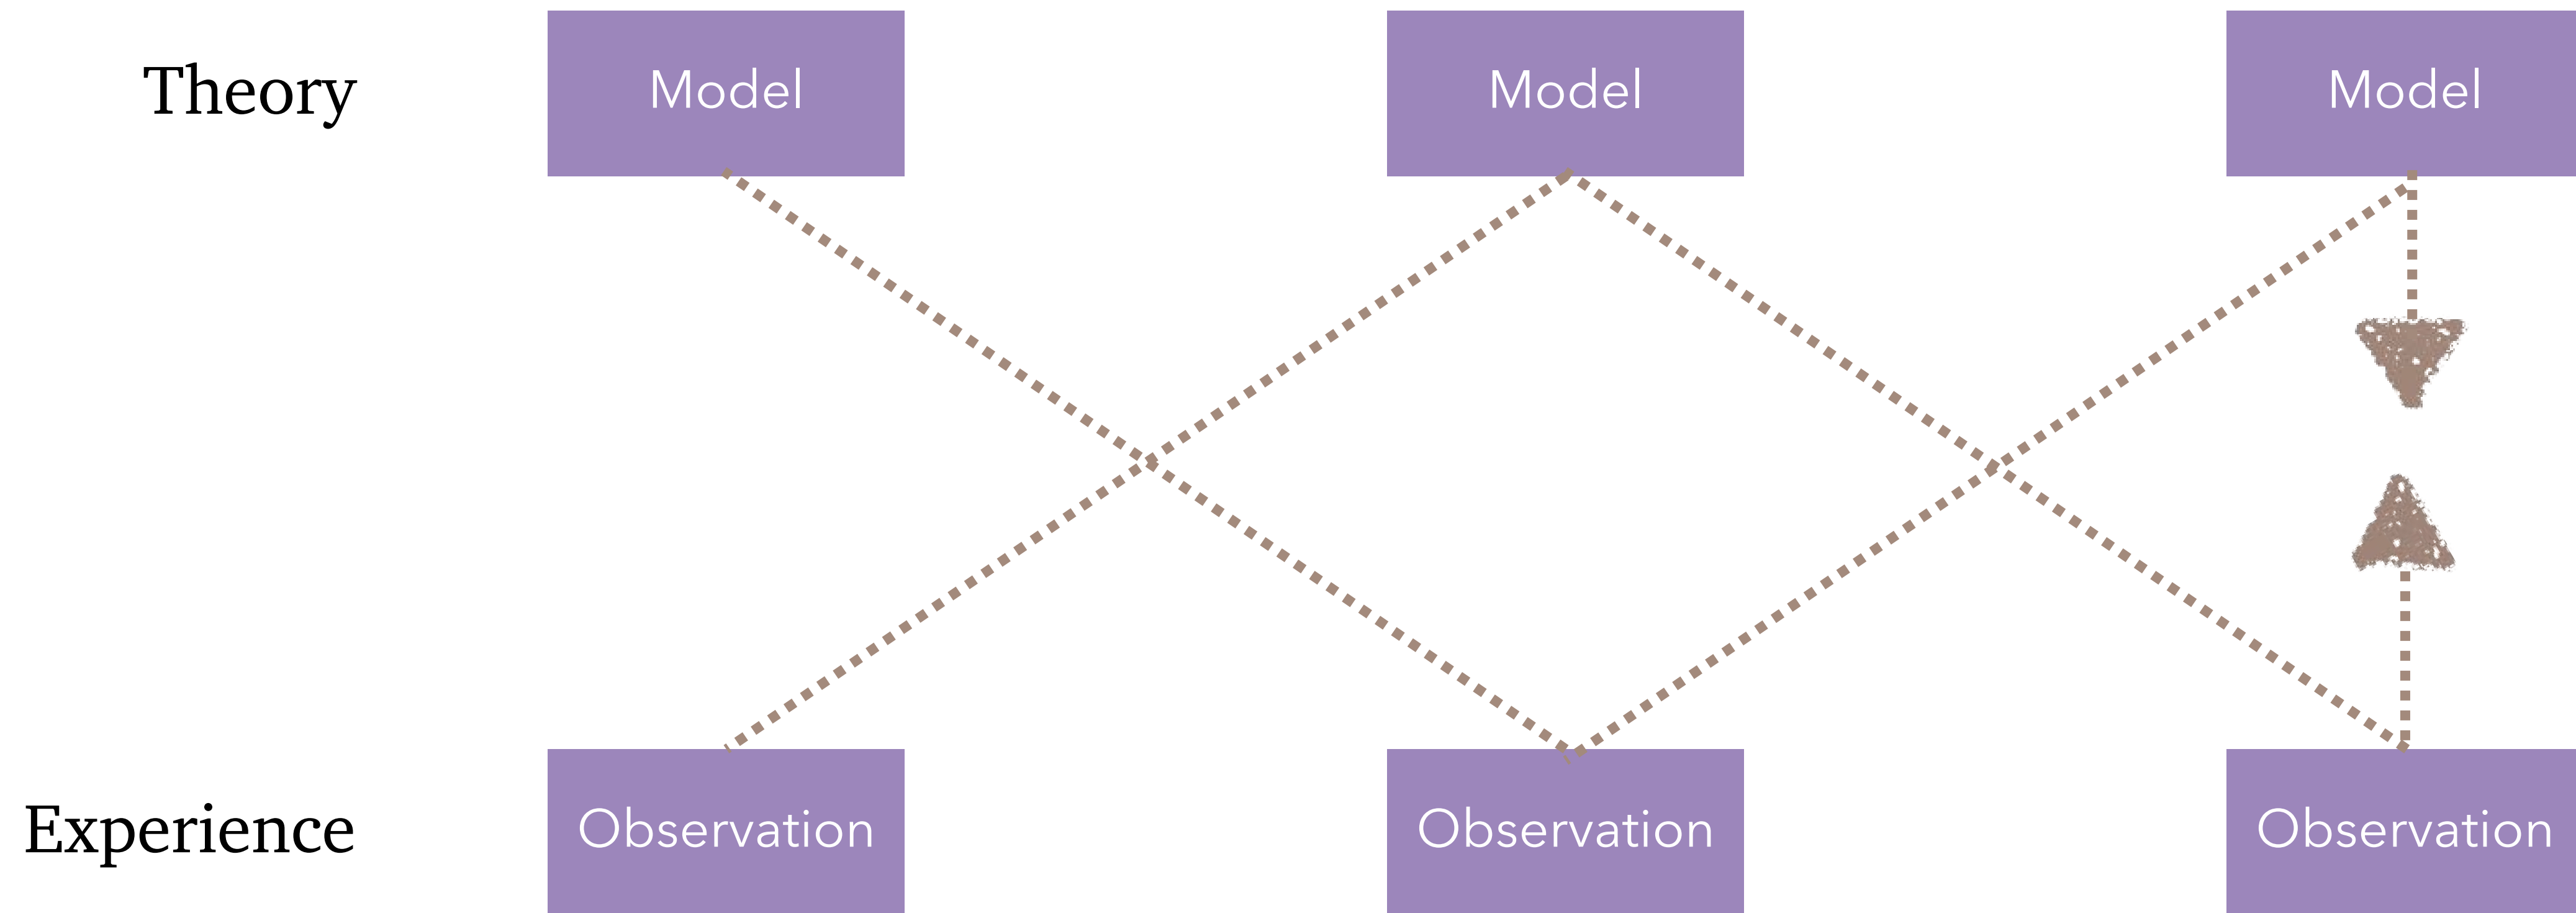 Theory
Model
Model
Model
Experience
Observation
Observation
Observation